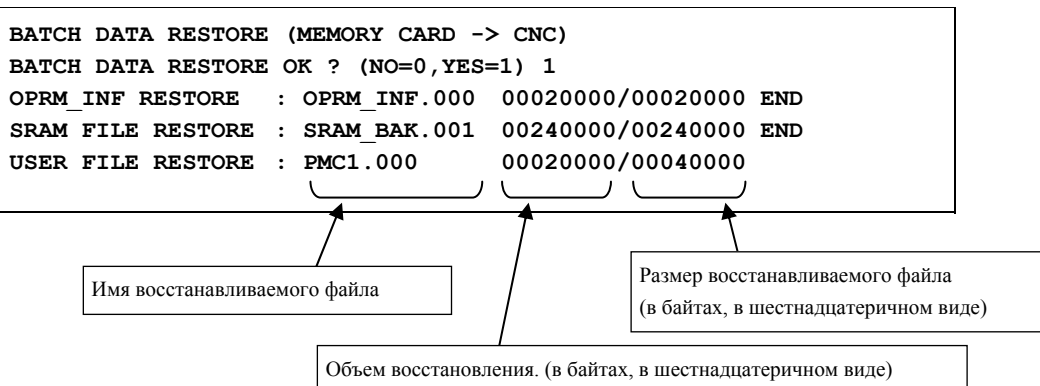 BATCH DATA RESTORE (MEMORY CARD -> CNC)
BATCH DATA RESTORE OK ? (NO=0,YES=1) 1
OPRM_INF RESTORE : OPRM_INF.000 00020000/00020000 END
SRAM FILE RESTORE : SRAM_BAK.001 00240000/00240000 END
USER FILE RESTORE : PMC1.000 00020000/00040000
Имя восстанавливаемого файла
Размер восстанавливаемого файла
(в байтах, в шестнадцатеричном виде)
Объем восстановления. (в байтах, в шестнадцатеричном виде)